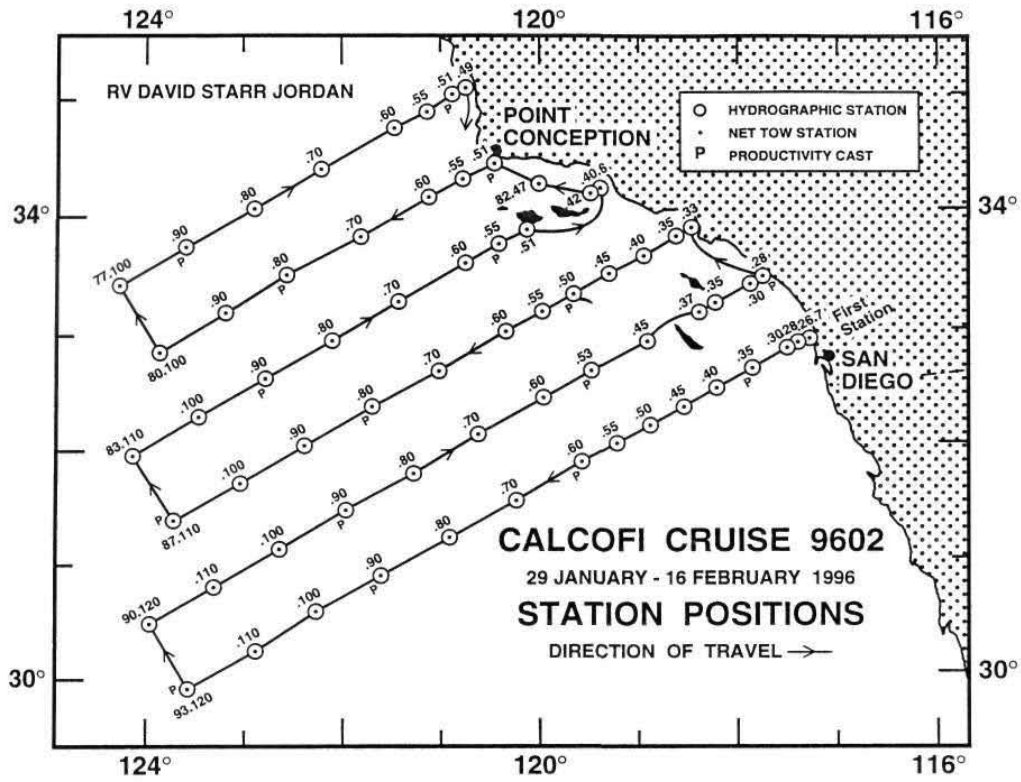 124°
120°
116°
RV DAVID STARR JORDAN
HYDROGRAPHIC STATION
NET TOW STATION
P PRODUCTIVITY CAST
POINT
CONCEPTION
34°
34°
77.100
.90
P
.80
.70
.60
.55
.51
P
.49
80.100
.90
.80
P
.70
.60
.55
.51
P
82.47
.42
.40.6
83.110
.100
.90
P
.80
.70
.60
P
.55
.51
87.110
P
.100
.90
.80
P
.70
.60
P
.55
.50
P
.45
.40
.35
.33
90.120
.110
.100
.90
P
.80
.70
.60
.53
P
.45
.37
.35
.30
.28
P
93.120
P
.110
.100
.90
P
.80
.70
.60
P
.55
.50
.45
.40
.35
P
.30
.28
.26.7
First
Station
SAN
DIEGO
CALCOFI CRUISE 9602
29 JANUARY - 16 FEBRUARY 1996
STATION POSITIONS
DIRECTION OF TRAVEL
30°
30°
124°
120°
116°